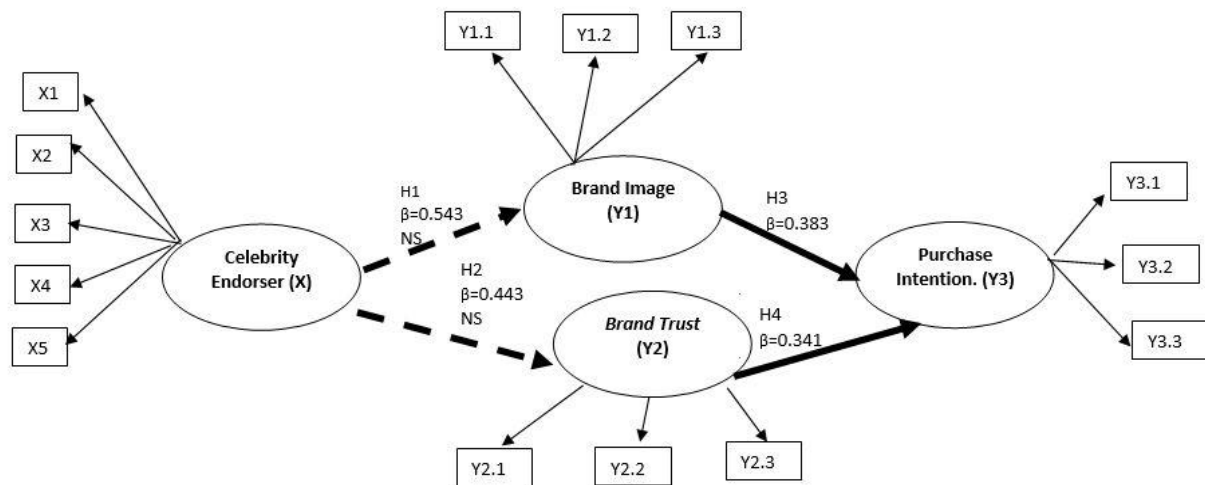 Y1.1
Y1.2
Y1.3
X1
X2
X3
X4
X5
Celebrity
Endorser (X)
H1
β=0.543
NS
H2
β=0.443
NS
Brand Image
(Y1)
Brand Trust
(Y2)
H3
β=0.383
H4
β=0.341
Purchase
Intention. (Y3)
Y3.1
Y3.2
Y3.3
Y2.1
Y2.2
Y2.3